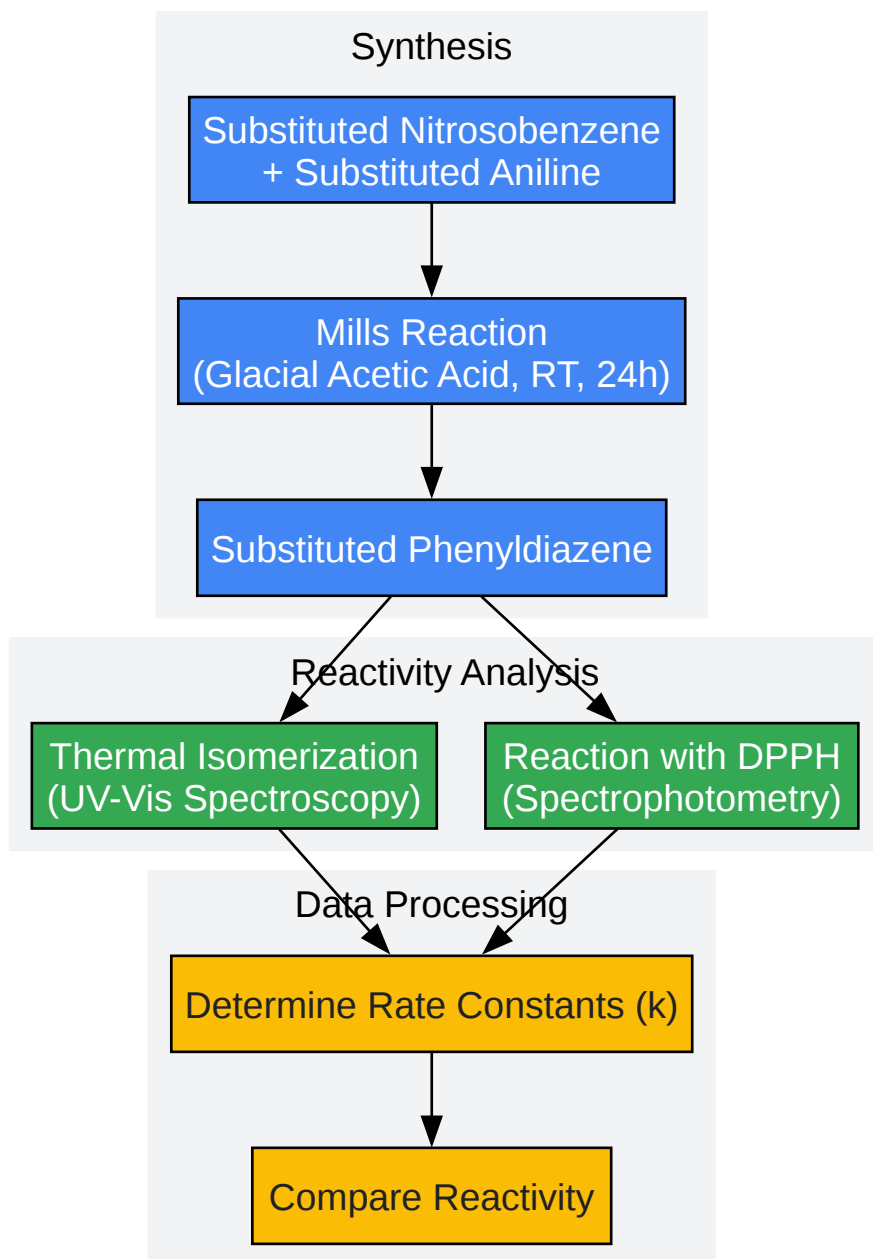 Synthesis
Substituted Nitrosobenzene
+ Substituted Aniline
Mills Reaction
(Glacial Acetic Acid, RT, 24h)
Substituted Phenyldiazene
Reactivity Analysis
Thermal Isomerization
(UV-Vis Spectroscopy)
Reaction with DPPH
(Spectrophotometry)
Data Processing
Determine Rate Constants (k)
Compare Reactivity